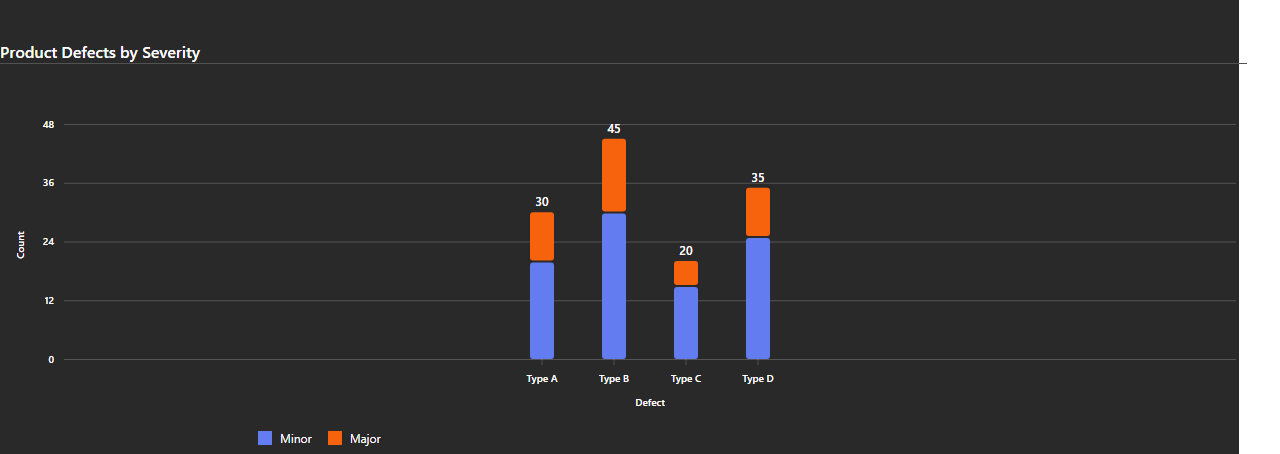 Product Defects by Severity
48
36
24
12
0
Count
30
45
20
35
Type A
Type B
Type C
Type D
Defect
Minor
Major